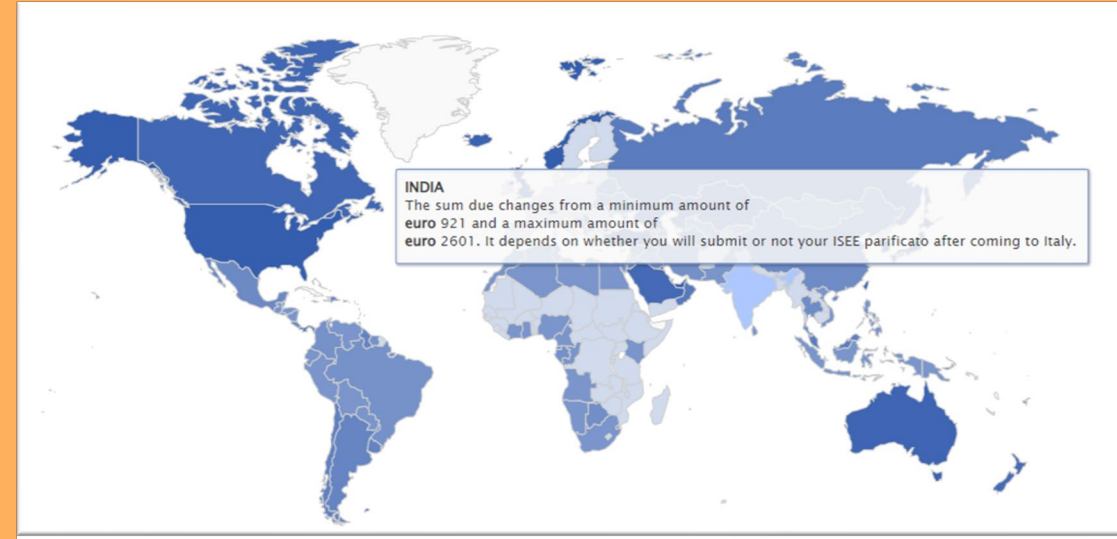 INDIA
The sum due changes from a minimum amount of
euro 921 and a maximum amount of
euro 2601. It depends on whether you will submit or not your ISEE parificato after coming to Italy.